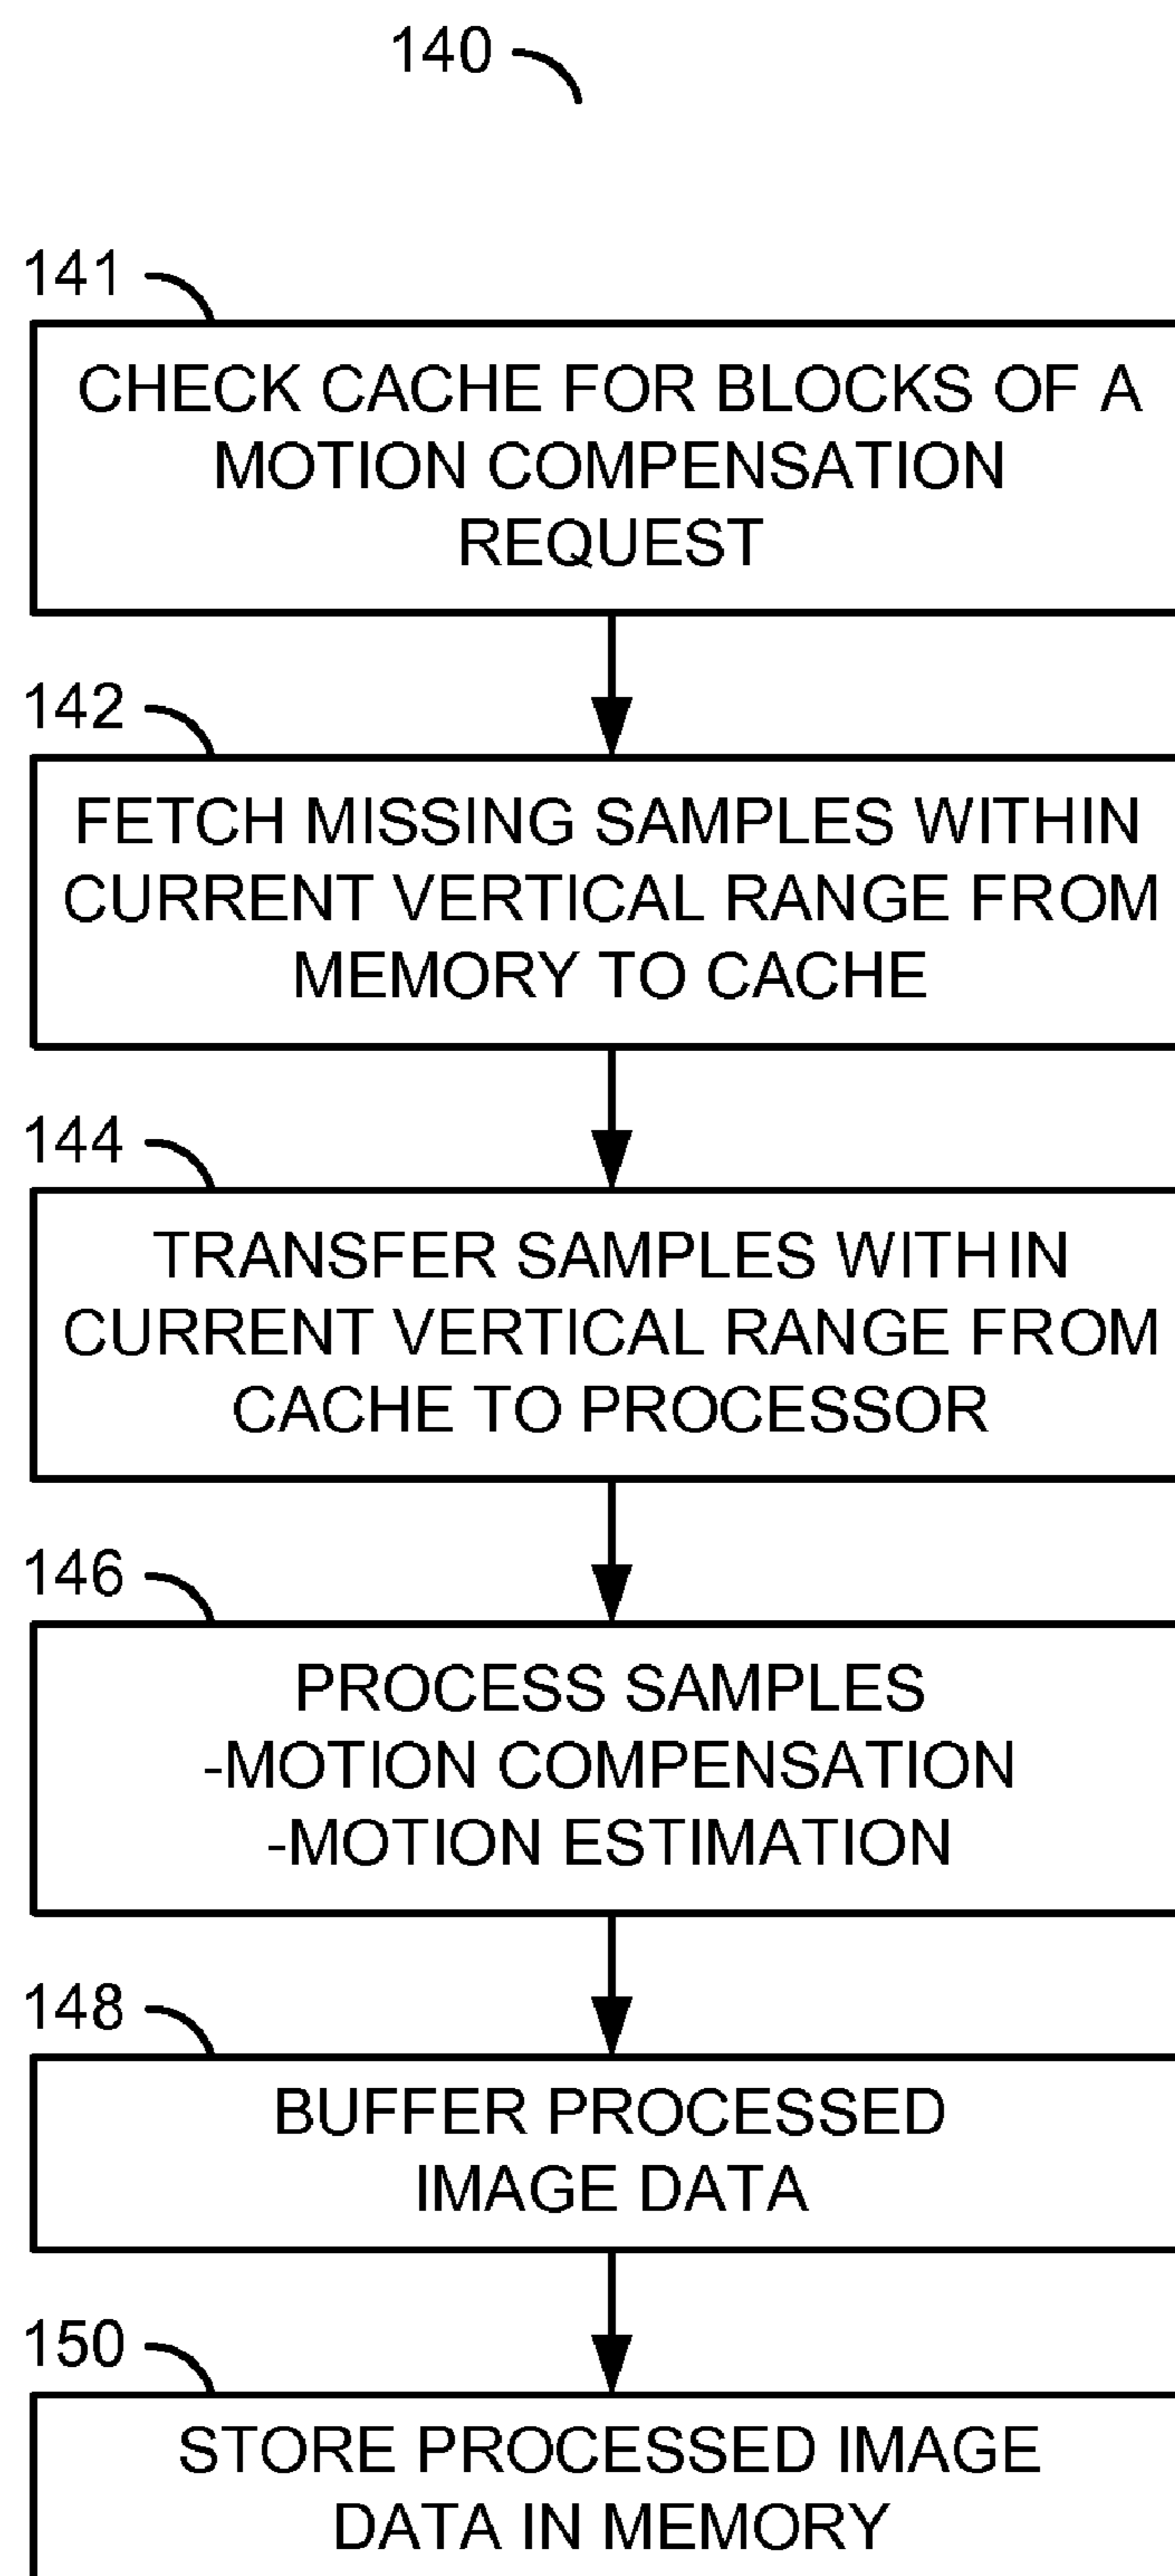 140
141
CHECK CACHE FOR BLOCKS OF A
MOTION COMPENSATION
REQUEST
142
FETCH MISSING SAMPLES WITHIN
CURRENT VERTICAL RANGE FROM
MEMORY TO CACHE
144
TRANSFER SAMPLES WITHIN
CURRENT VERTICAL RANGE FROM
CACHE TO PROCESSOR
146
PROCESS SAMPLES
-MOTION COMPENSATION
-MOTION ESTIMATION
148
BUFFER PROCESSED
IMAGE DATA
150
STORE PROCESSED IMAGE
DATA IN MEMORY